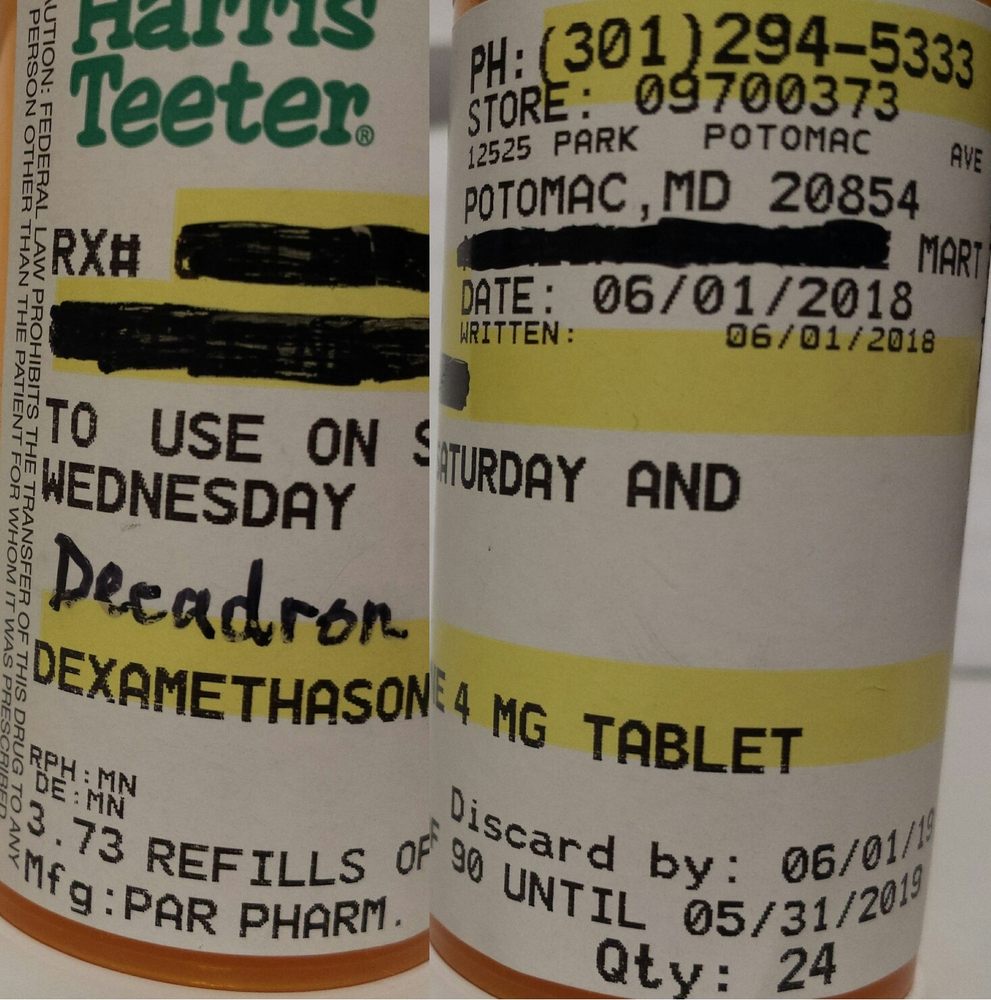 Harris
Teeter®
CAUTION: FEDERAL LAW PROHIBITS THE TRANSFER OF THIS DRUG TO ANY
PERSON OTHER THAN THE PATIENT FOR WHOM IT WAS PRESCRIBED
RX#
TO USE ON S
WEDNESDAY
Decadron
DEXAMETHASON
RPH:MN
DE:MN
3.73 REFILLS OF
Mfg:PAR PHARM.
PH:(301)294-5333
STORE: 09700373
12525 PARK POTOMAC AVE
POTOMAC,MD 20854
MART
DATE: 06/01/2018
WRITTEN: 06/01/2018
ATURDAY AND
E 4 MG TABLET
Discard by: 06/01/19
F 90 UNTIL 05/31/2019
Qty: 24